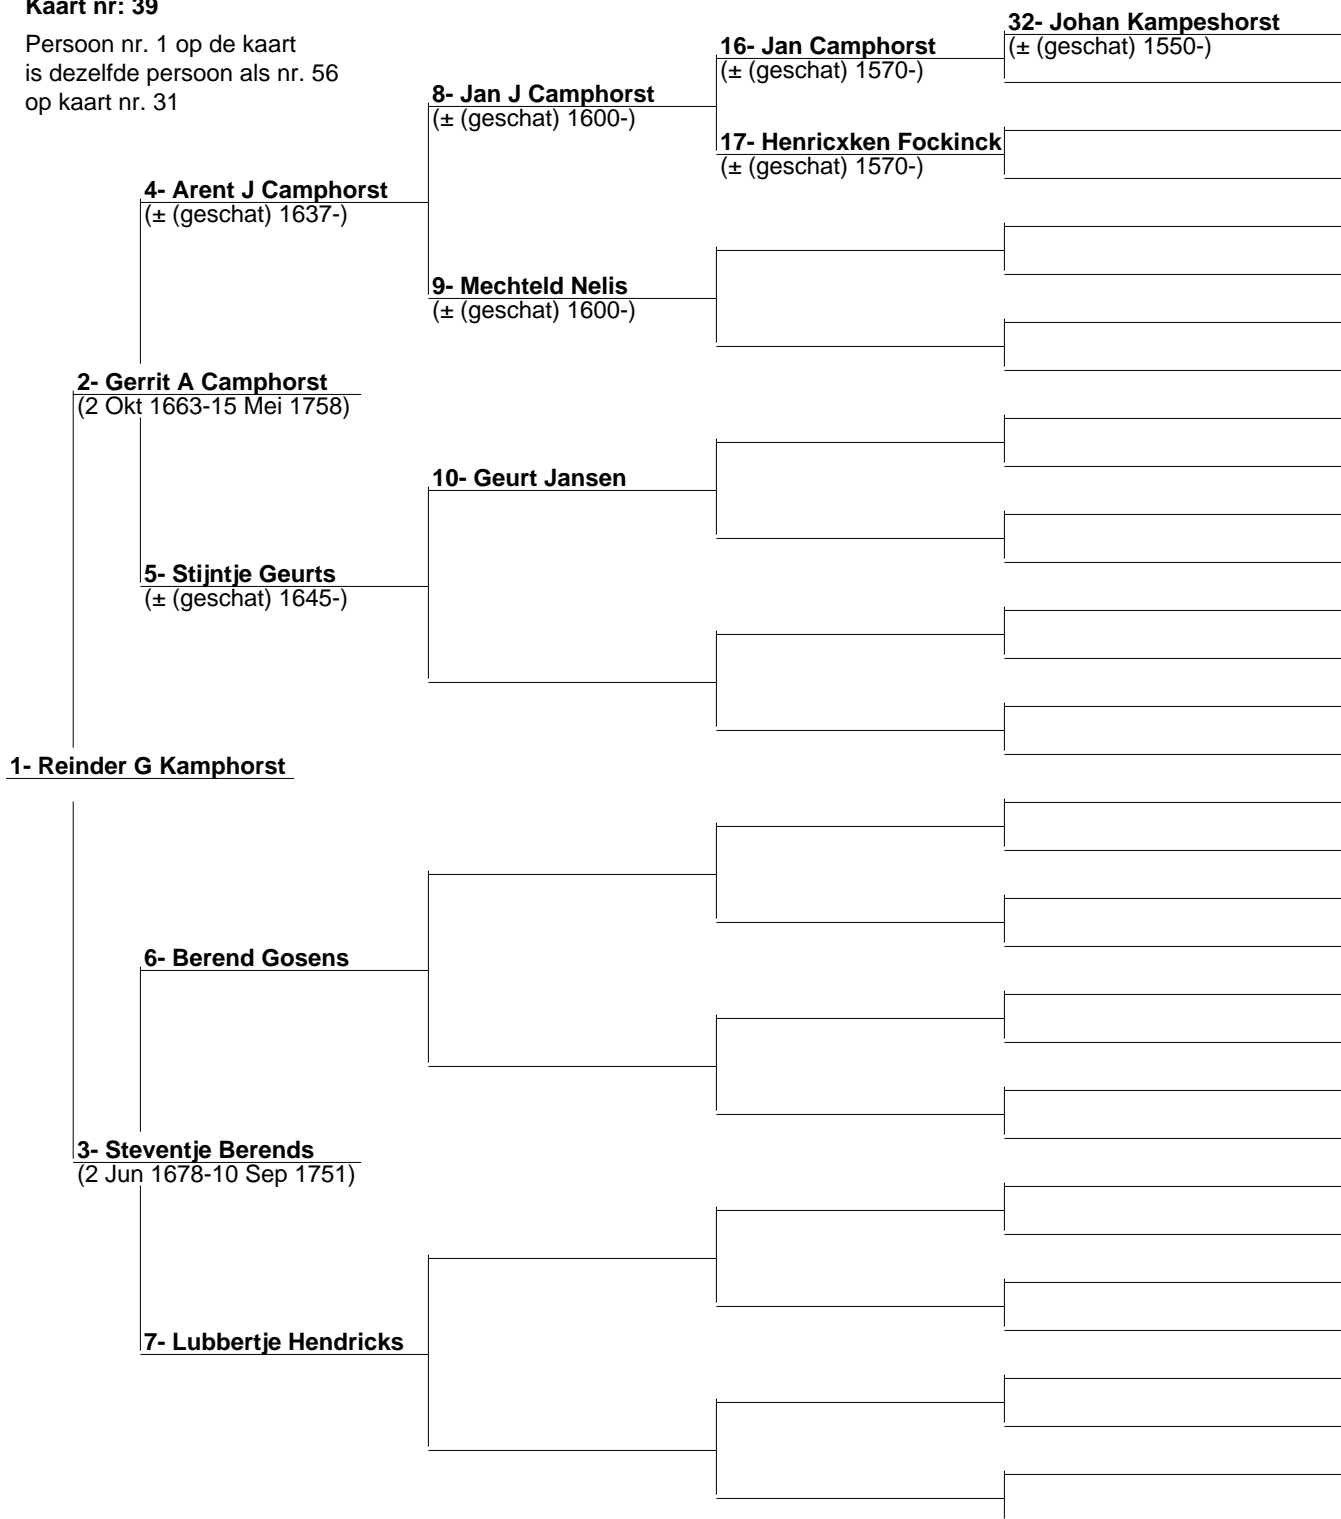 Kaart nr: 39
Persoon nr. 1 op de kaart
is dezelfde persoon als nr. 56
op kaart nr. 31
32- Johan Kampeshorst
(± (geschat) 1550-)
16- Jan Camphorst
(± (geschat) 1570-)
8- Jan J Camphorst
(± (geschat) 1600-)
17- Henricxken Fockinck
(± (geschat) 1570-)
4- Arent J Camphorst
(± (geschat) 1637-)
9- Mechteld Nelis
(± (geschat) 1600-)
2- Gerrit A Camphorst
(2 Okt 1663-15 Mei 1758)
10- Geurt Jansen
5- Stijntje Geurts
(± (geschat) 1645-)
1- Reinder G Kamphorst
6- Berend Gosens
3- Steventje Berends
(2 Jun 1678-10 Sep 1751)
7- Lubbertje Hendricks